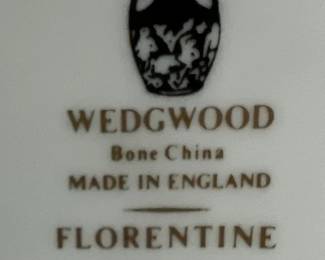 WEDGWOOD
Bone China
MADE IN ENGLAND
FLORENTINE